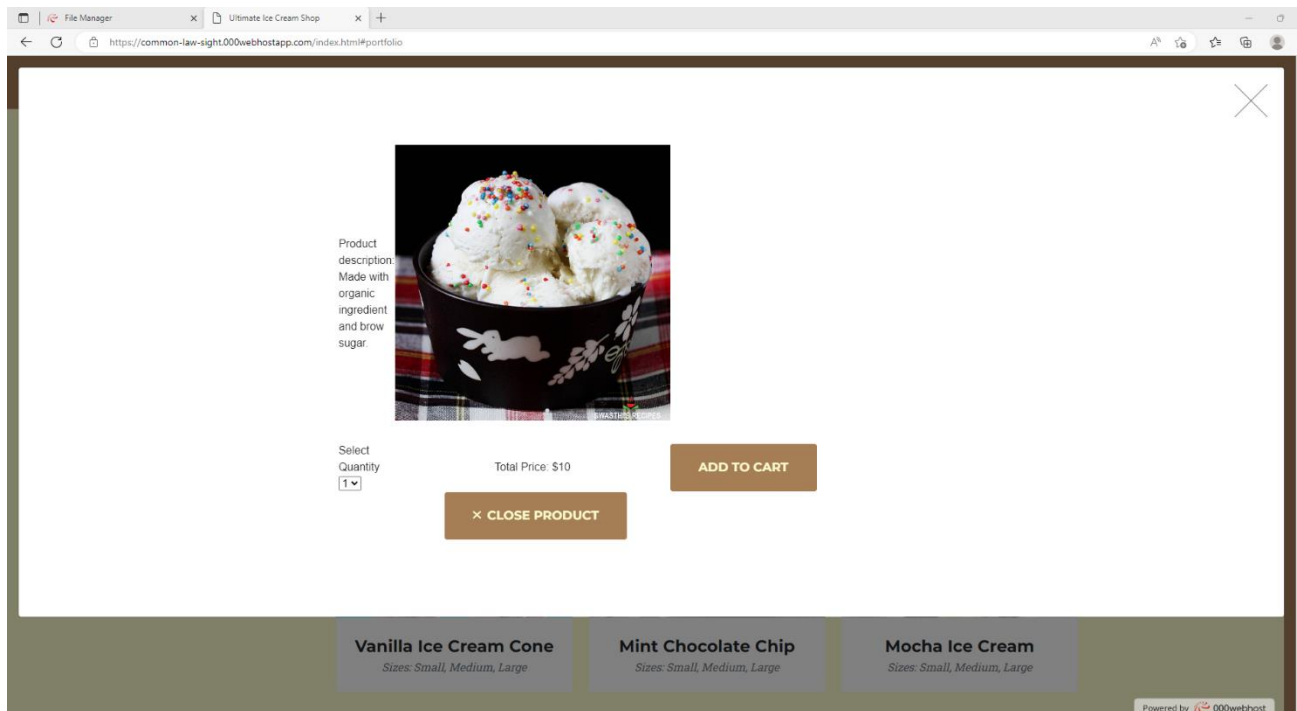 File Manager
Ultimate Ice Cream Shop
https://common-law-sight.000webhostapp.com/index.html#portfolio
Product
description:
Made with
organic
ingredient
and brow
sugar.
SWASTHI'S RECIPES
Select
Quantity
1
Total Price: $10
ADD TO CART
× CLOSE PRODUCT
Vanilla Ice Cream Cone
Mint Chocolate Chip
Mocha Ice Cream
Sizes: Small, Medium, Large
Sizes: Small, Medium, Large
Sizes: Small, Medium, Large
Powered by 000webhost